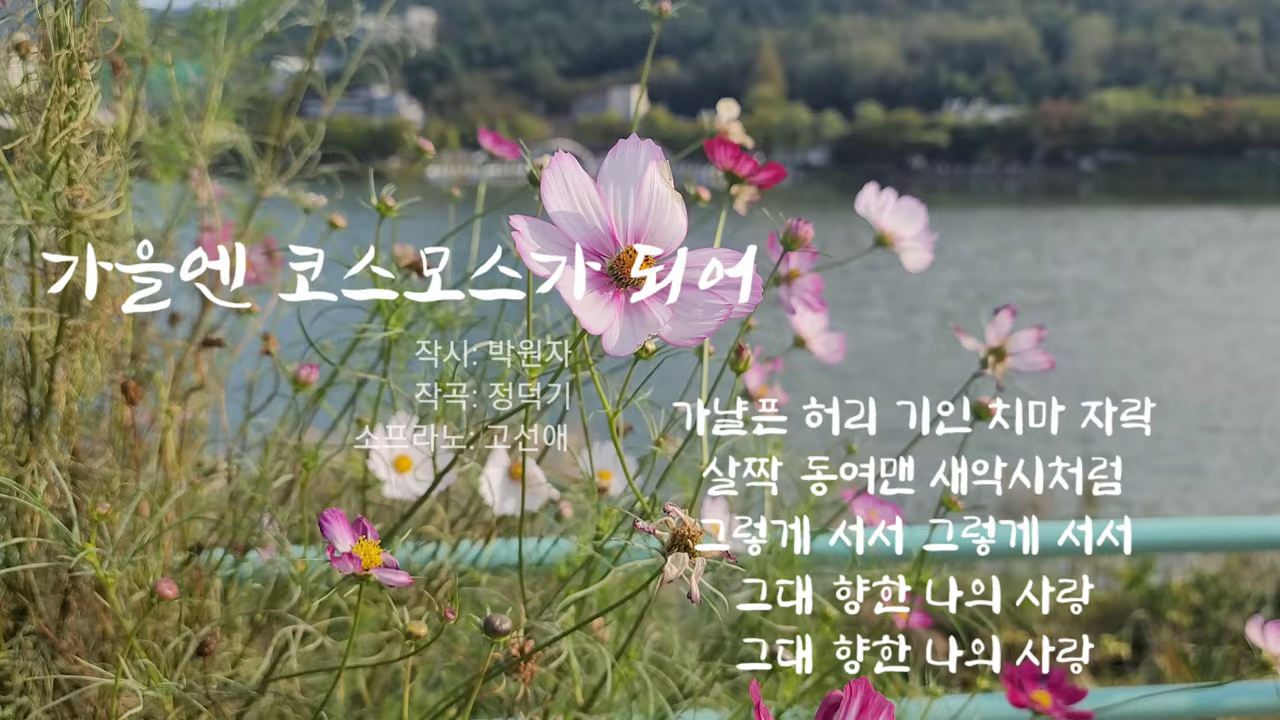 가을엔 코스모스가 되어
작시: 박원자
작곡: 정덕기
소프라노: 고선애
가냘픈 허리 기인 치마 자락
살짝 동여맨 새악시처럼
그렇게 서서 그렇게 서서
그대 향한 나의 사랑
그대 향한 나의 사랑